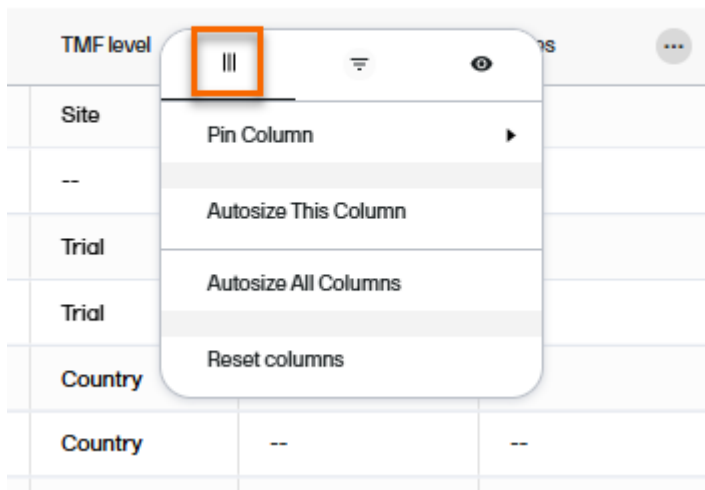 TMF level
Site
--
Trial
Trial
Country
Country -- --
Pin Column
Autosize This Column
Autosize All Columns
Reset columns